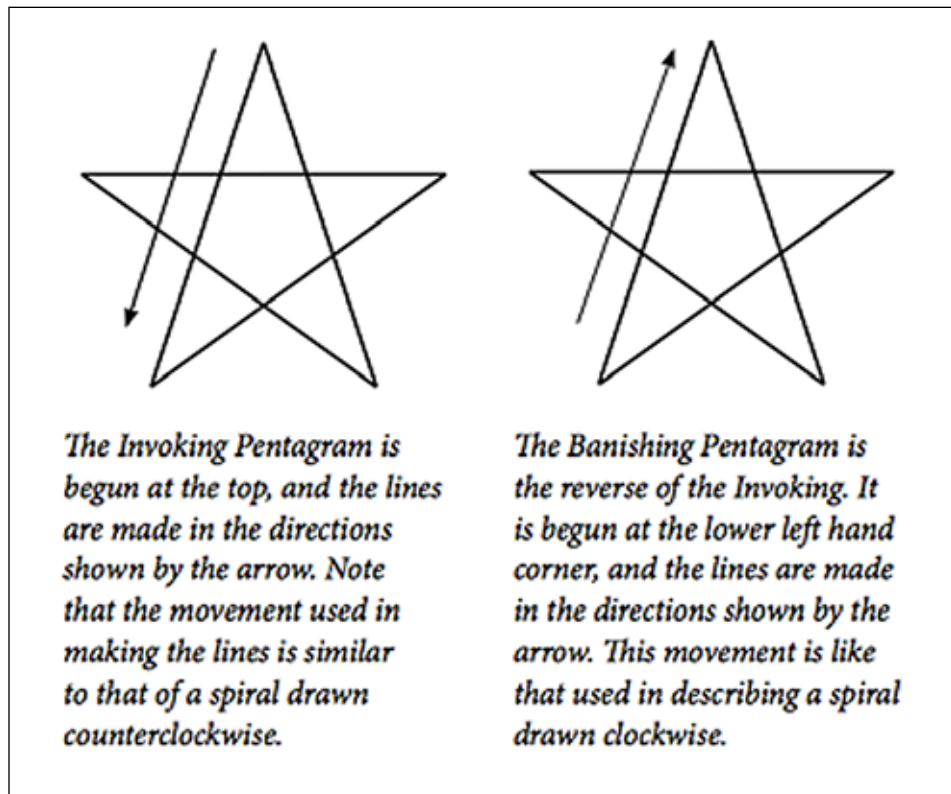 The Invoking Pentagram is
begun at the top, and the lines
are made in the directions
shown by the arrow. Note
that the movement used in
making the lines is similar
to that of a spiral drawn
counterclockwise.
The Banishing Pentagram is
the reverse of the Invoking. It
is begun at the lower left hand
corner, and the lines are made
in the directions shown by the
arrow. This movement is like
that used in describing a spiral
drawn clockwise.